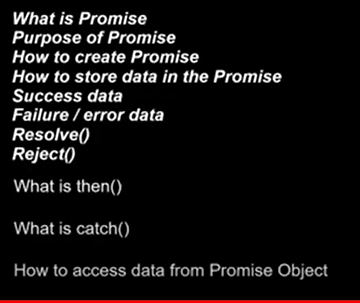 What is Promise
Purpose of Promise
How to create Promise
How to store data in the Promise
Success data
Failure / error data
Resolve()
Reject()
What is then()
What is catch()
How to access data from Promise Object